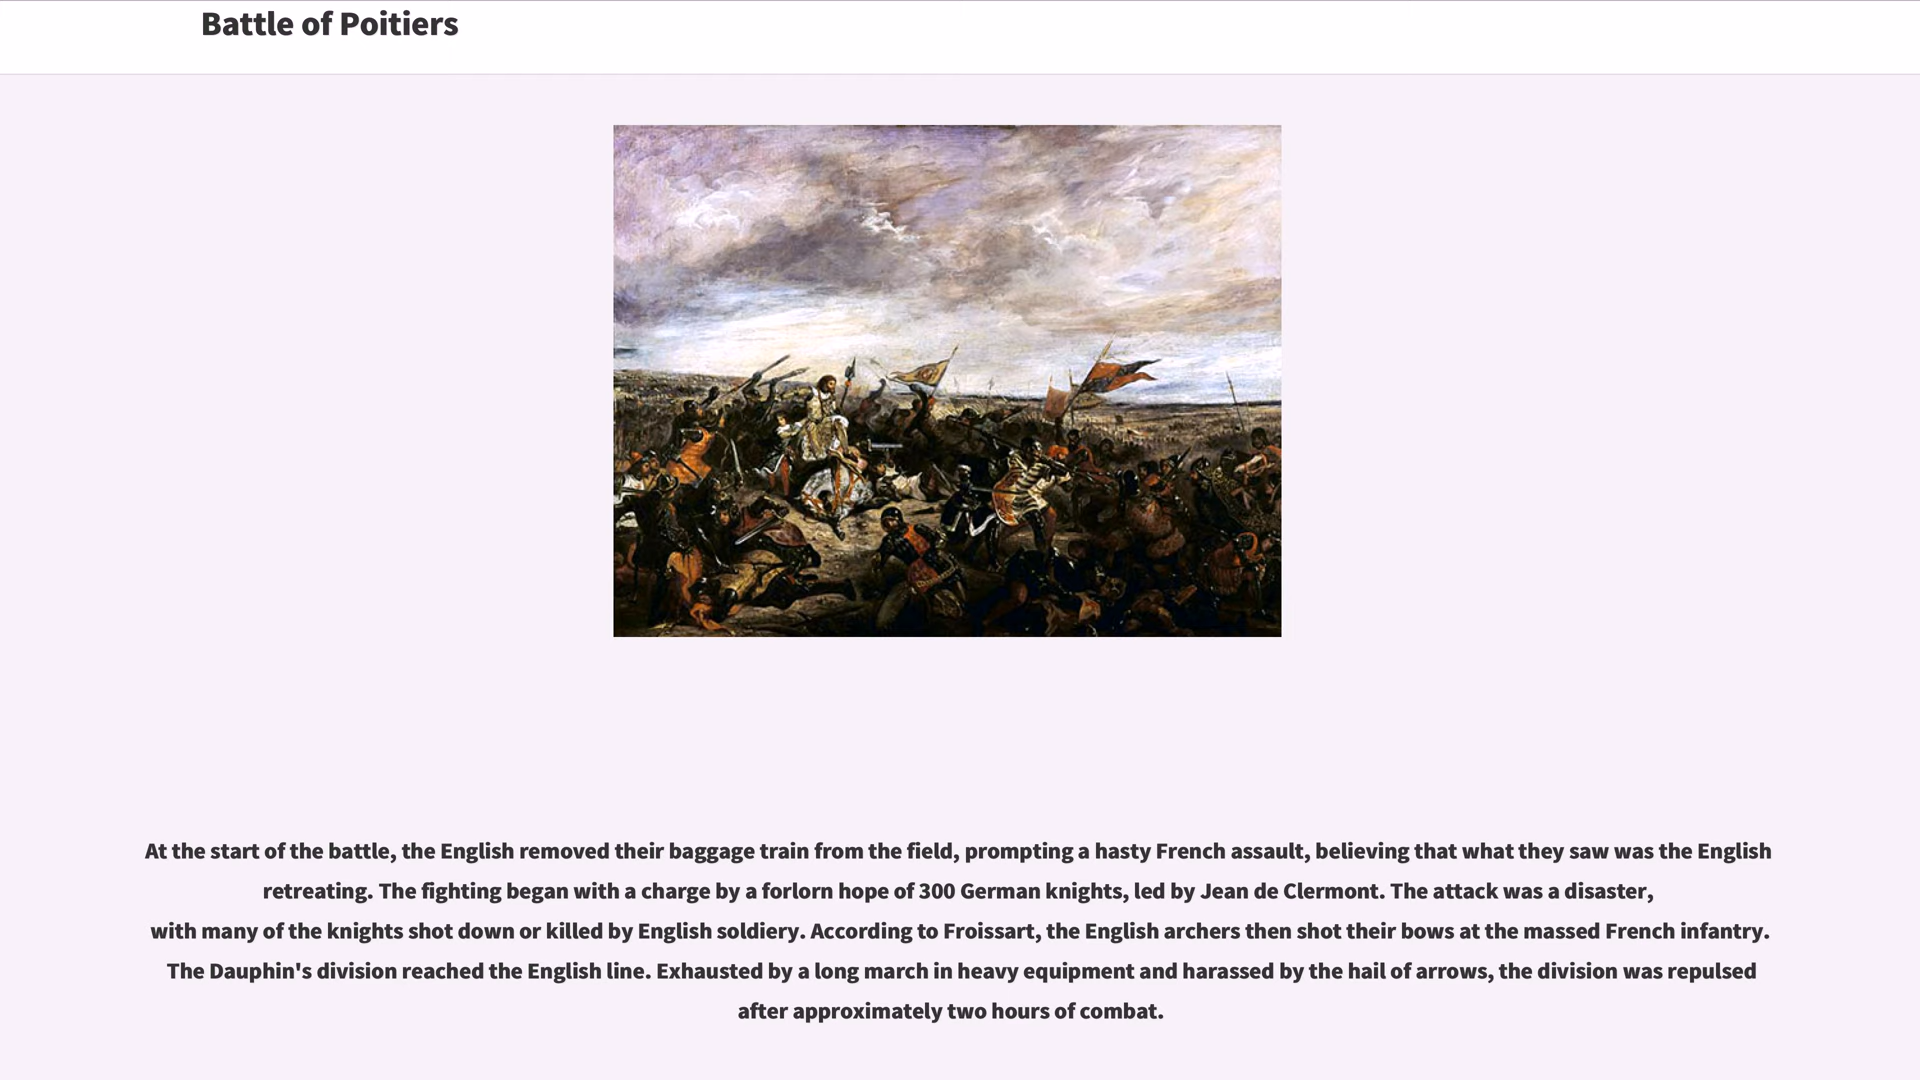 Battle of Poitiers
At the start of the battle, the English removed their baggage train from the field, prompting a hasty French assault, believing that what they saw was the English
retreating. The fighting began with a charge by a forlorn hope of 300 German knights, led by Jean de Clermont. The attack was a disaster,
with many of the knights shot down or killed by English soldiery. According to Froissart, the English archers then shot their bows at the massed French infantry.
The Dauphin's division reached the English line. Exhausted by a long march in heavy equipment and harassed by the hail of arrows, the division was repulsed
after approximately two hours of combat.